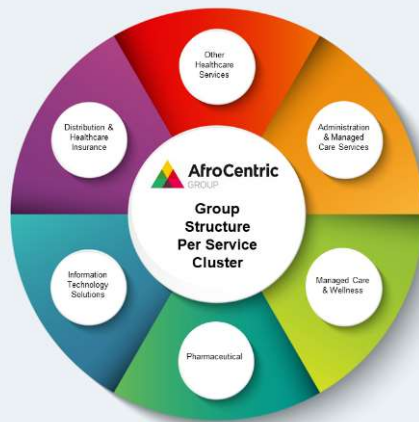 Other
Healthcare
Services
Distribution &
Healthcare
Insurance
Administration
& Managed
Care Services
AfroCentric
GROUP
Group
Structure
Per Service
Cluster
Information
Technology
Solutions
Managed Care
& Wellness
Pharmaceutical